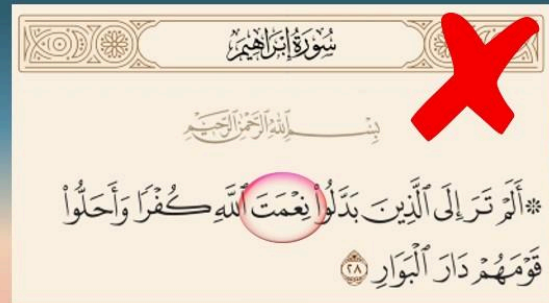 سُورَةُ إِبْرَاهِيمَ
بِسْمِ ٱللَّهِ ٱلرَّحْمَٰنِ ٱلرَّحِيمِ
۞ أَلَمْ تَرَ إِلَى ٱلَّذِينَ بَدَّلُوا۟ نِعْمَتَ ٱللَّهِ كُفْرًا وَأَحَلُّوا۟
قَوْمَهُمْ دَارَ ٱلْبَوَارِ ٢٨